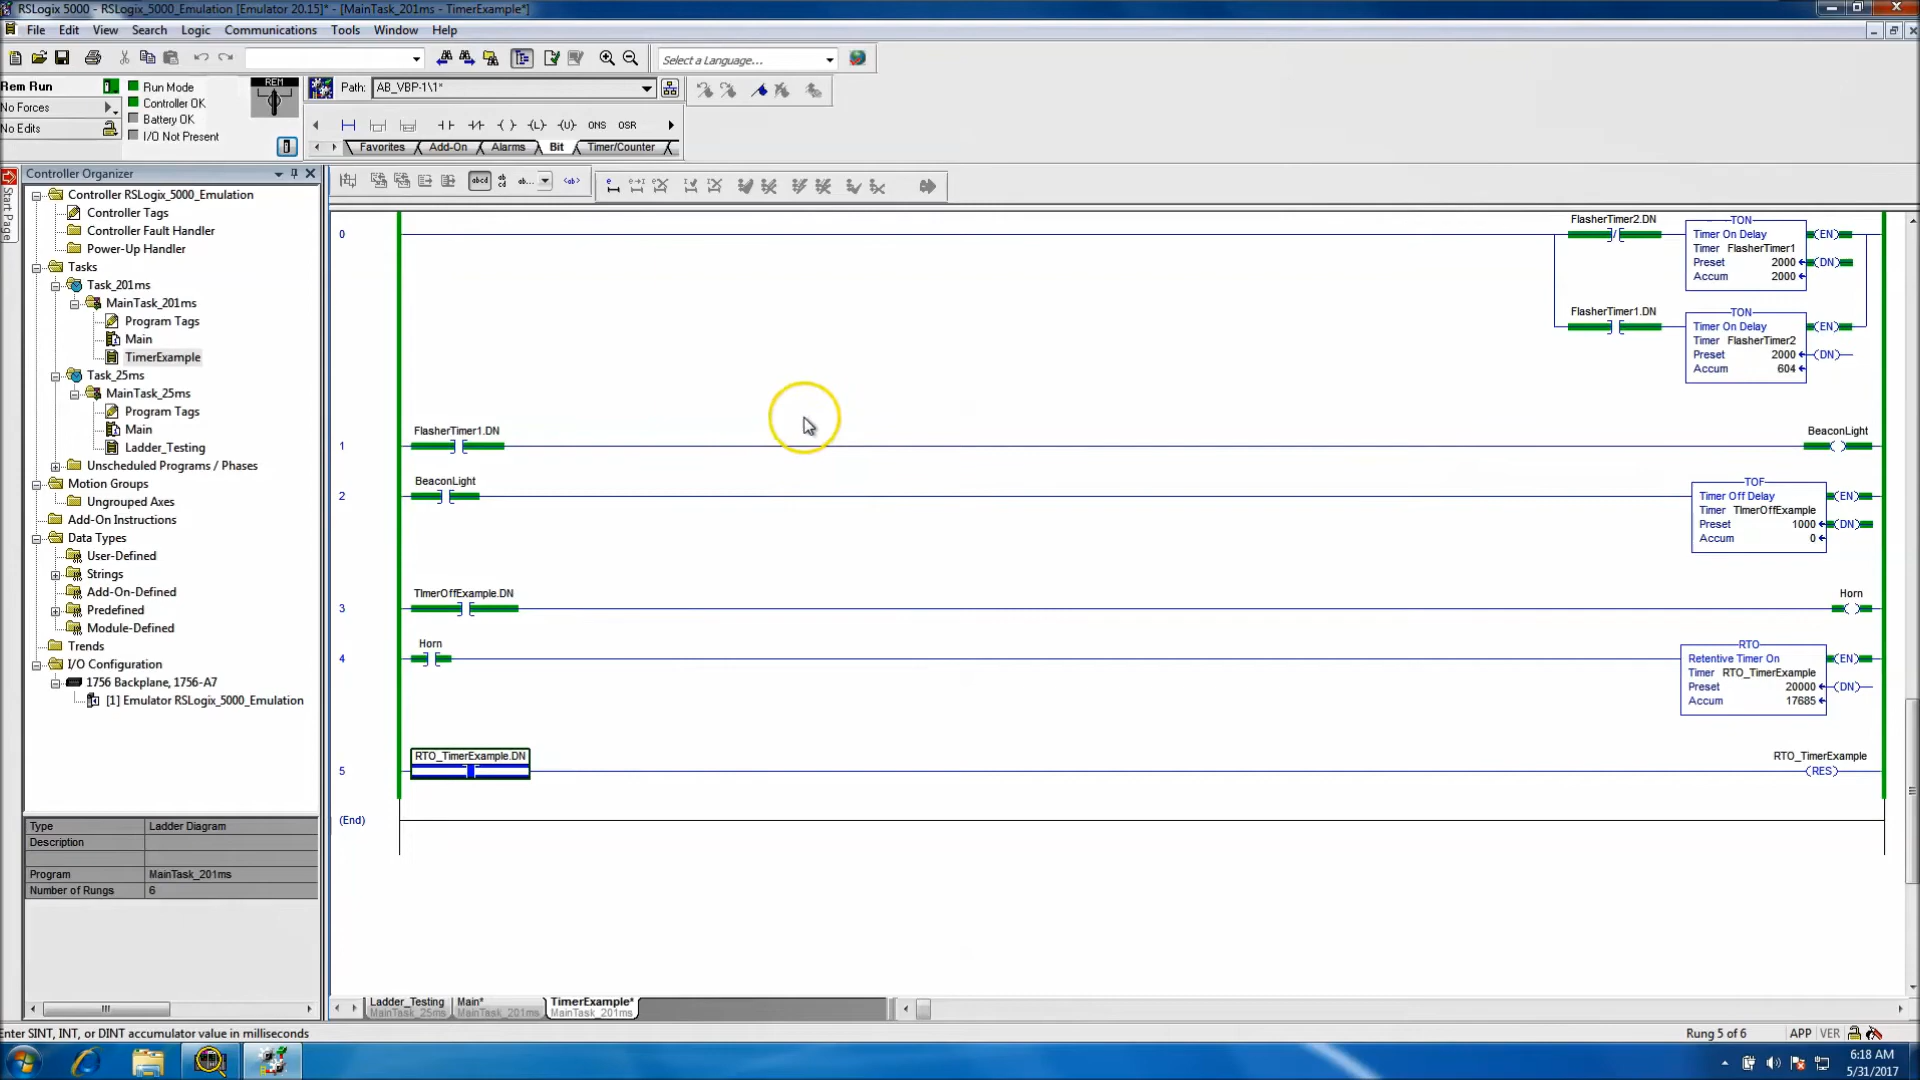 RSLogix 5000 - RSLogix_5000_Emulation [Emulator 20.15]* - [MainTask_201ms - TimerExample*]
File Edit View Search Logic Communications Tools Window Help
Select a Language...
Rem Run
No Forces
No Edits
Run Mode
Controller OK
Battery OK
I/O Not Present
REM
Path: AB_VBP-1\1*
ONS OSR
Favorites Add-On Alarms Bit Timer/Counter
Start Page
Controller Organizer
Controller RSLogix_5000_Emulation
Controller Tags
Controller Fault Handler
Power-Up Handler
Tasks
Task_201ms
MainTask_201ms
Program Tags
Main
TimerExample
Task_25ms
MainTask_25ms
Program Tags
Main
Ladder_Testing
Unscheduled Programs / Phases
Motion Groups
Ungrouped Axes
Add-On Instructions
Data Types
User-Defined
Strings
Add-On-Defined
Predefined
Module-Defined
Trends
I/O Configuration
1756 Backplane, 1756-A7
[1] Emulator RSLogix_5000_Emulation
Type Ladder Diagram
Description
Program MainTask_201ms
Number of Rungs 6
0
FlasherTimer2.DN
TON
Timer On Delay
Timer FlasherTimer1
Preset 2000
Accum 2000
(EN)
(DN)
FlasherTimer1.DN
TON
Timer On Delay
Timer FlasherTimer2
Preset 2000
Accum 604
(EN)
(DN)
1
FlasherTimer1.DN
BeaconLight
2
BeaconLight
TOF
Timer Off Delay
Timer TImerOffExample
Preset 1000
Accum 0
(EN)
(DN)
3
TImerOffExample.DN
Horn
4
Horn
RTO
Retentive Timer On
Timer RTO_TimerExample
Preset 20000
Accum 17685
(EN)
(DN)
5
RTO_TimerExample.DN
RTO_TimerExample
(RES)
(End)
Ladder_Testing Main* TimerExample*
MainTask_25ms MainTask_201ms MainTask_201ms
Enter SINT, INT, or DINT accumulator value in milliseconds
Rung 5 of 6 APP VER
6:18 AM
5/31/2017